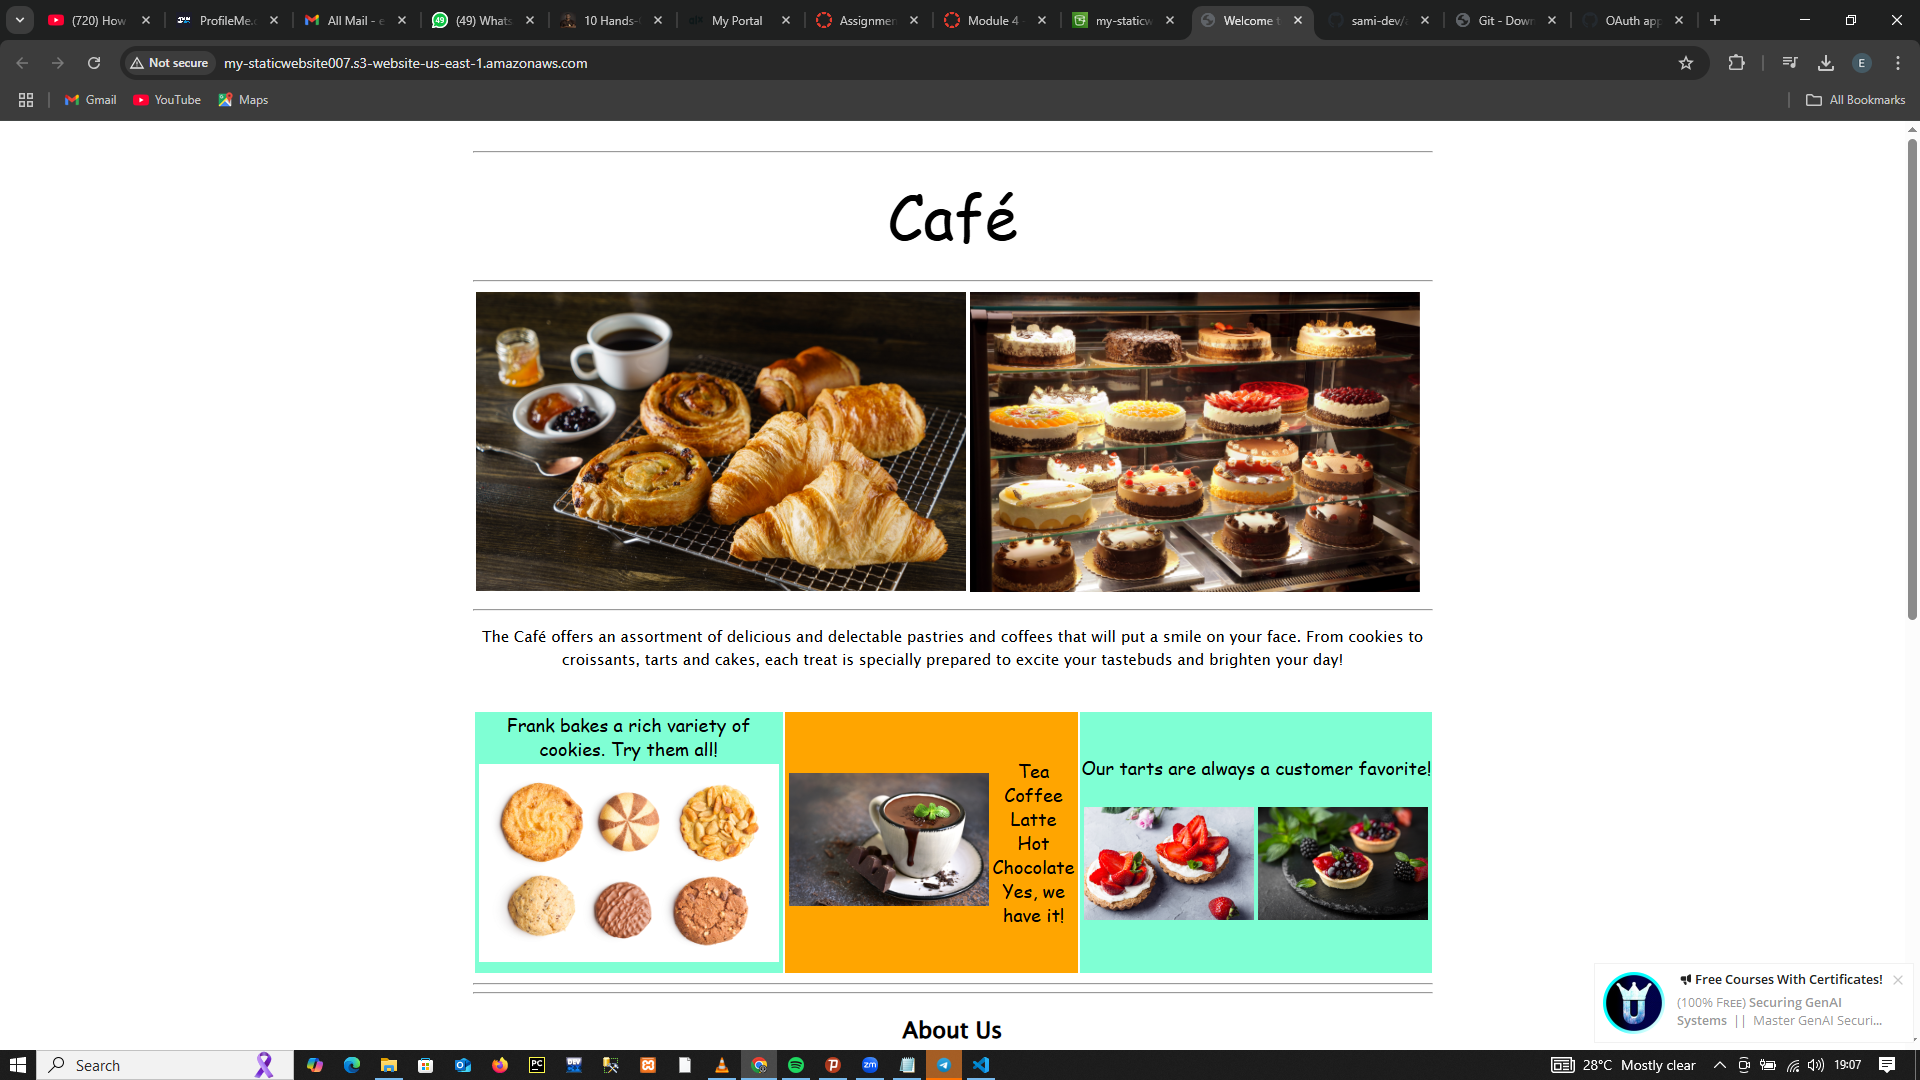 (720) How
ProfileMe.
All Mail - e
(49) Whats
10 Hands-
My Portal
Assignmen
Module 4 -
my-staticw
Welcome t
sami-dev/
Git - Down
OAuth app
Not secure
my-staticwebsite007.s3-website-us-east-1.amazonaws.com
E
Gmail
YouTube
Maps
All Bookmarks
Café
The Café offers an assortment of delicious and delectable pastries and coffees that will put a smile on your face. From cookies to
croissants, tarts and cakes, each treat is specially prepared to excite your tastebuds and brighten your day!
Frank bakes a rich variety of
cookies. Try them all!
Tea
Coffee
Latte
Hot
Chocolate
Yes, we
have it!
Our tarts are always a customer favorite!
Free Courses With Certificates!
(100% FREE) Securing GenAI
Systems || Master GenAI Securi...
About Us
Search
28°C Mostly clear
19:07